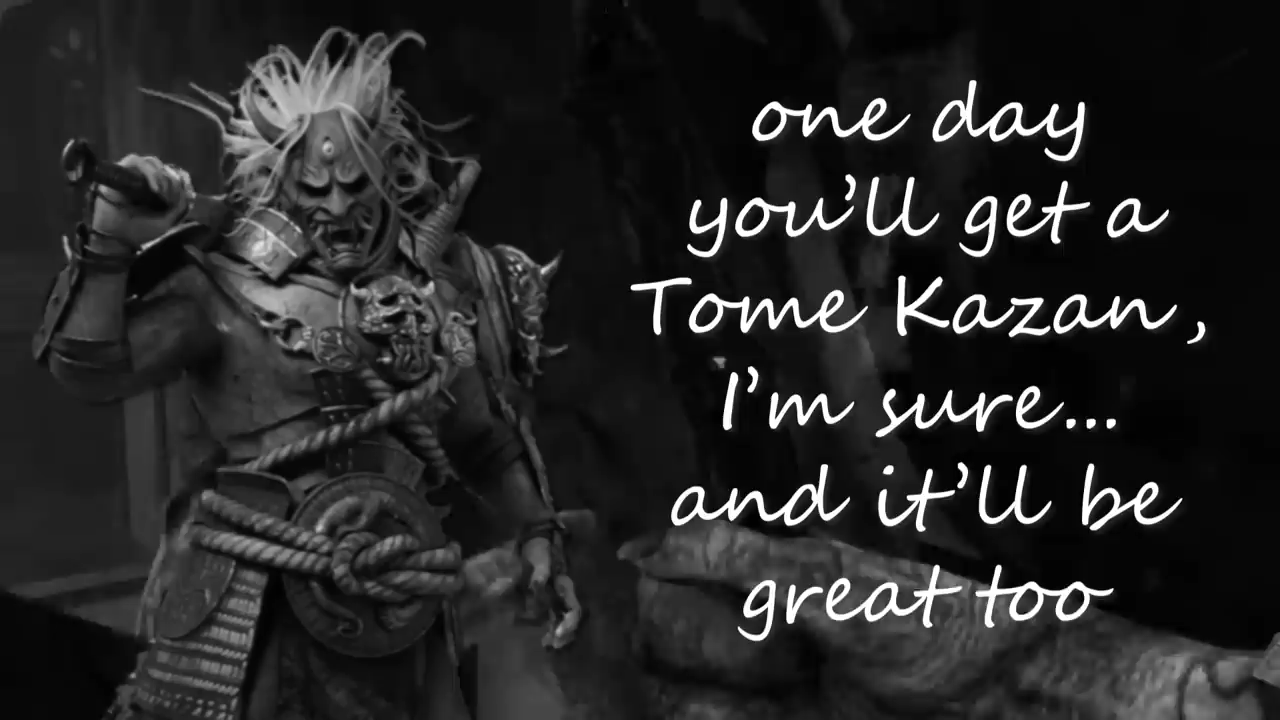 one day
you'll get a
Tome Kazan,
I'm sure...
and it'll be
great too